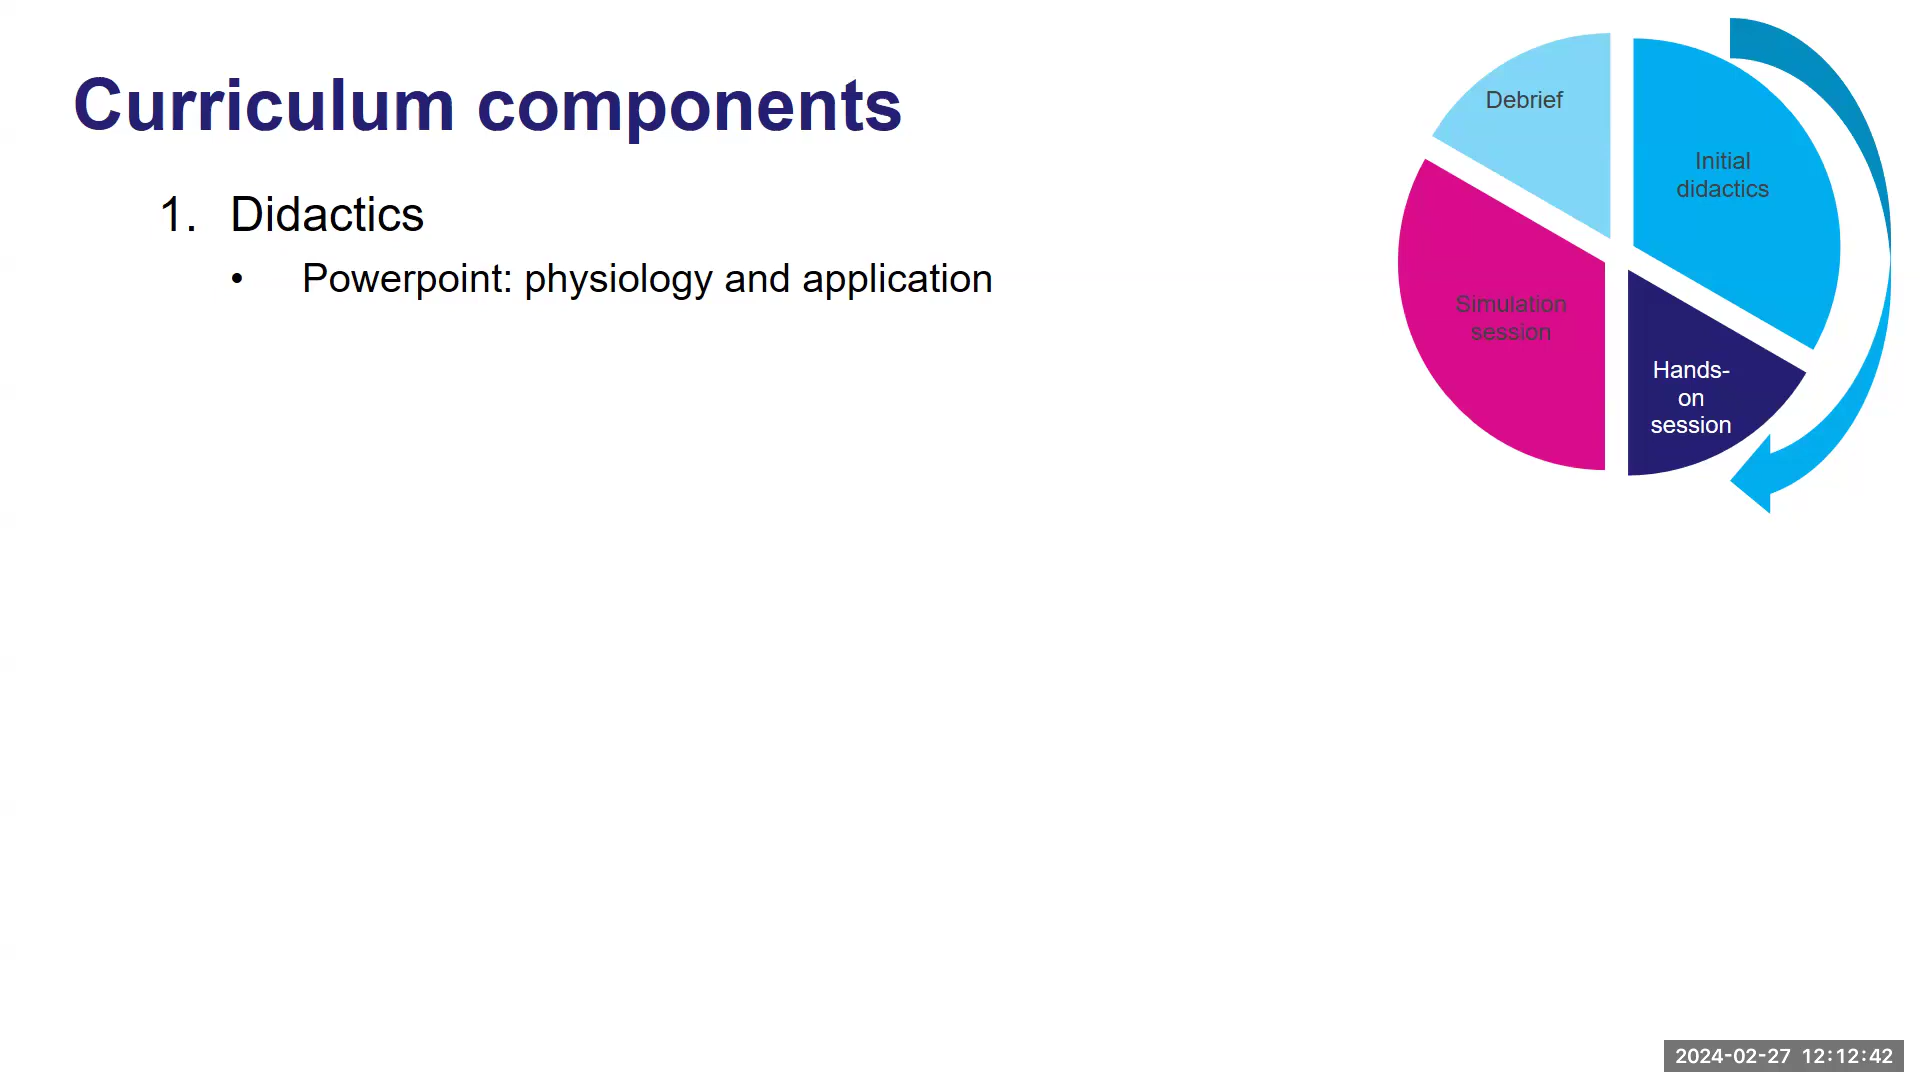 Curriculum components
1. Didactics
• Powerpoint: physiology and application
Debrief
Initial
didactics
Simulation
session
Hands-
on
session
2024-02-27 12:12:42